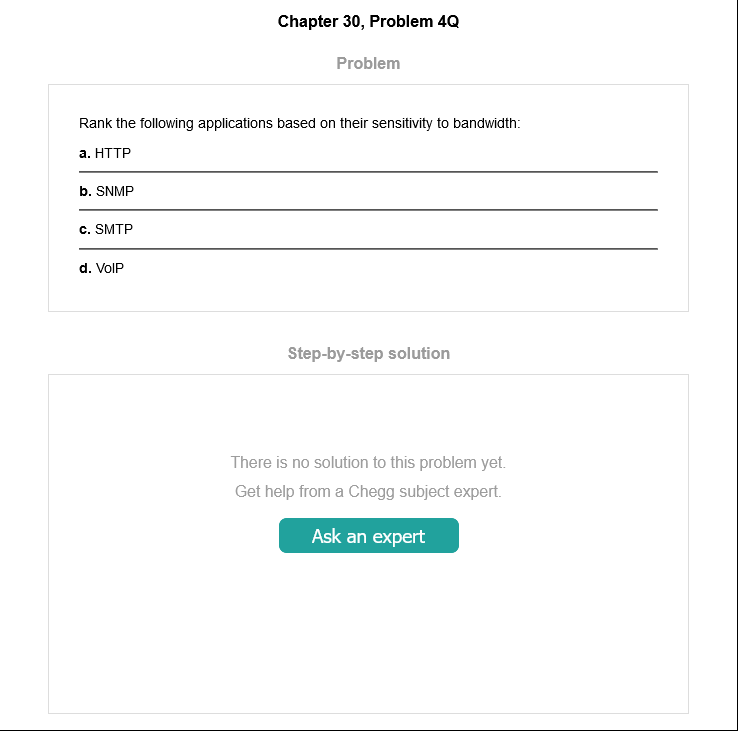 Chapter 30, Problem 4Q
Problem
Rank the following applications based on their sensitivity to bandwidth:
a. HTTP
b. SNMP
c. SMTP
d. VoIP
Step-by-step solution
There is no solution to this problem yet.
Get help from a Chegg subject expert.
Ask an expert